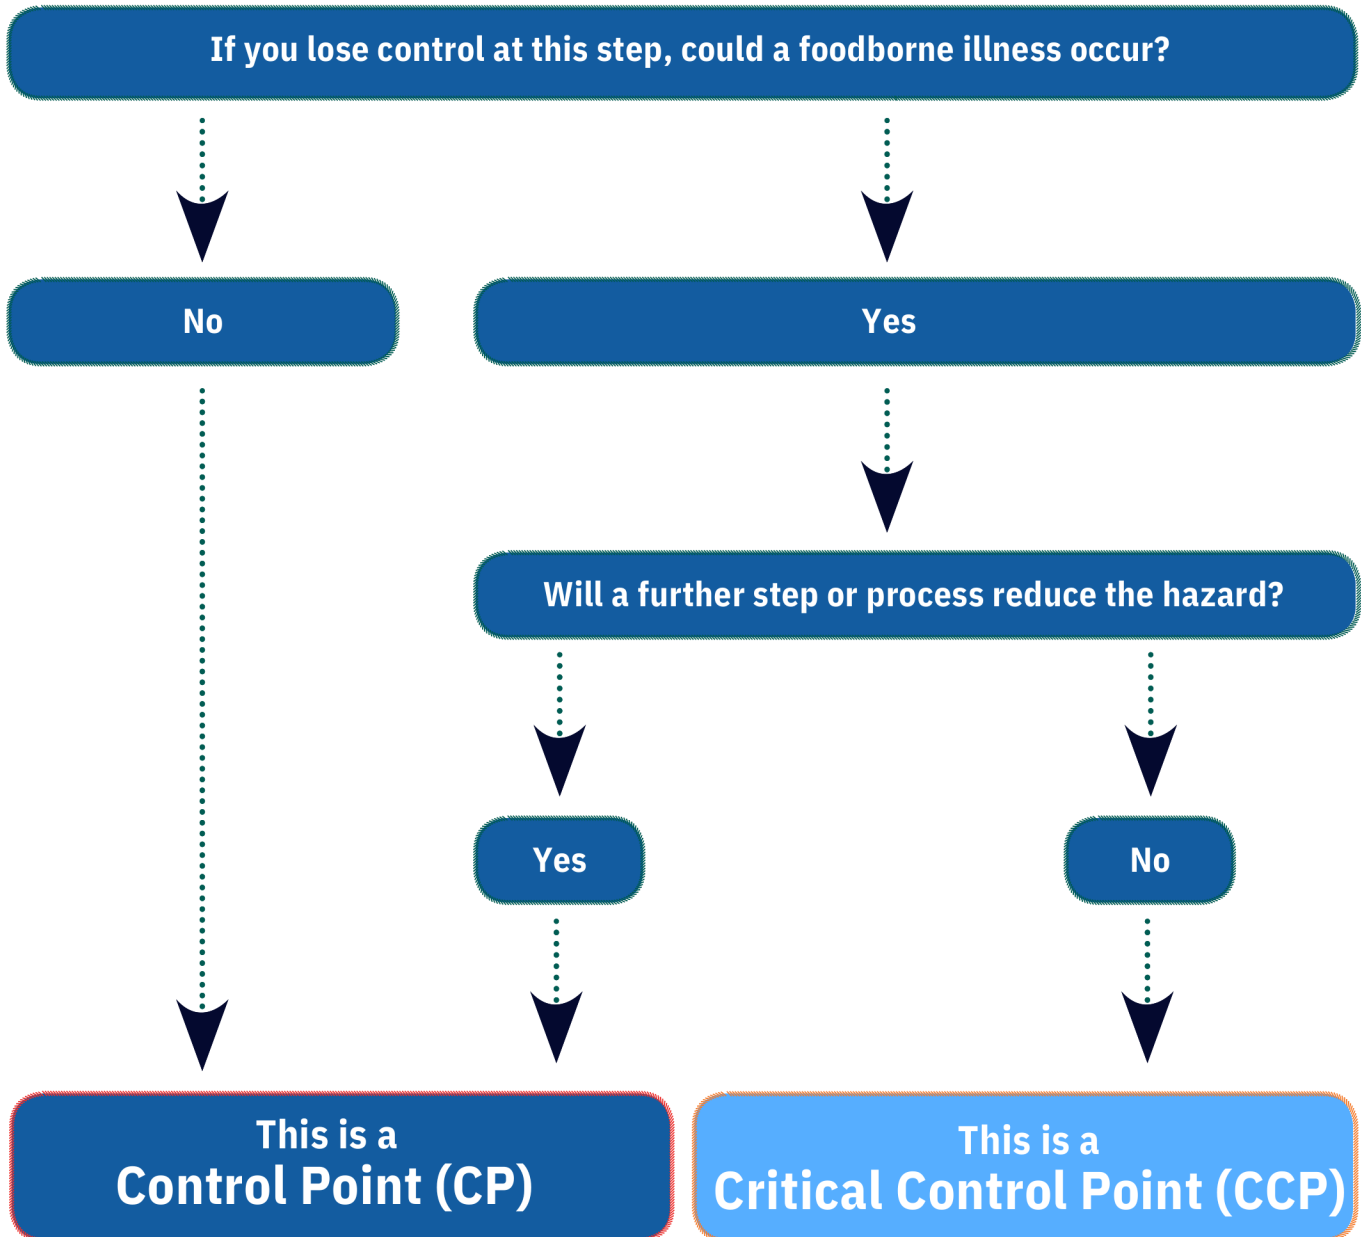 If you lose control at this step, could a foodborne illness occur?
No
Yes
Will a further step or process reduce the hazard?
Yes
No
This is a
Control Point (CP)
This is a
Critical Control Point (CCP)